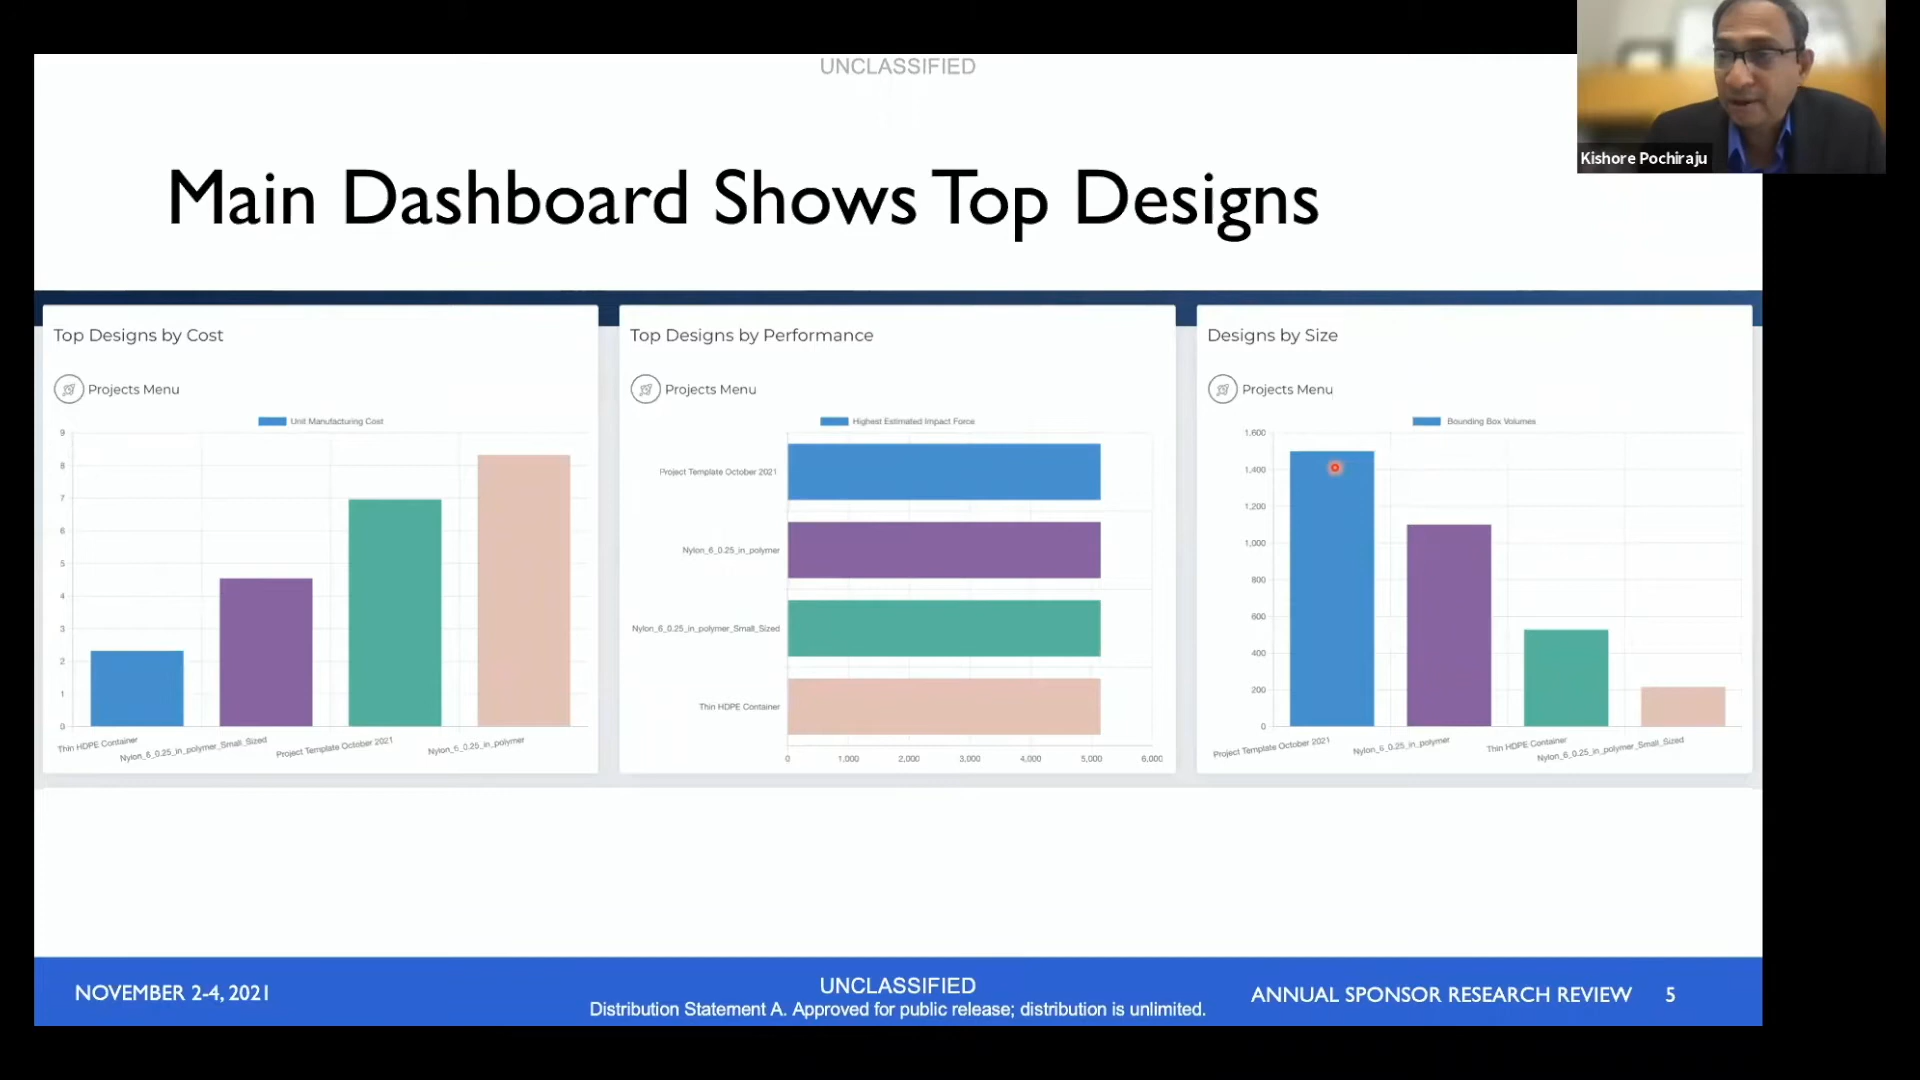 UNCLASSIFIED
Kishore Pochiraju
Main Dashboard Shows Top Designs
Top Designs by Cost
Projects Menu
Unit Manufacturing Cost
9
8
7
6
5
4
3
2
1
0
Thin HDPE Container
Nylon_6_0.25_in_polymer_Small_Sized
Project Template October 2021
Nylon_6_0.25_in_polymer
Top Designs by Performance
Projects Menu
Highest Estimated Impact Force
Project Template October 2021
Nylon_6_0.25_in_polymer
Nylon_6_0.25_in_polymer_Small_Sized
Thin HDPE Container
0 1,000 2,000 3,000 4,000 5,000 6,000
Designs by Size
Projects Menu
Bounding Box Volumes
1,600
1,400
1,200
1,000
800
600
400
200
0
Project Template October 2021
Nylon_6_0.25_in_polymer
Thin HDPE Container
Nylon_6_0.25_in_polymer_Small_Sized
NOVEMBER 2-4, 2021
UNCLASSIFIED
Distribution Statement A. Approved for public release; distribution is unlimited.
ANNUAL SPONSOR RESEARCH REVIEW 5